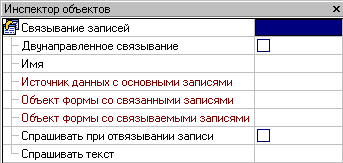 Инспектор объектов
Связывание записей
Двунаправленное связывание
Имя
Источник данных с основными записями
Объект формы со связанными записями
Объект формы со связываемыми записями
Спрашивать при отвязывании записи
Спрашивать текст